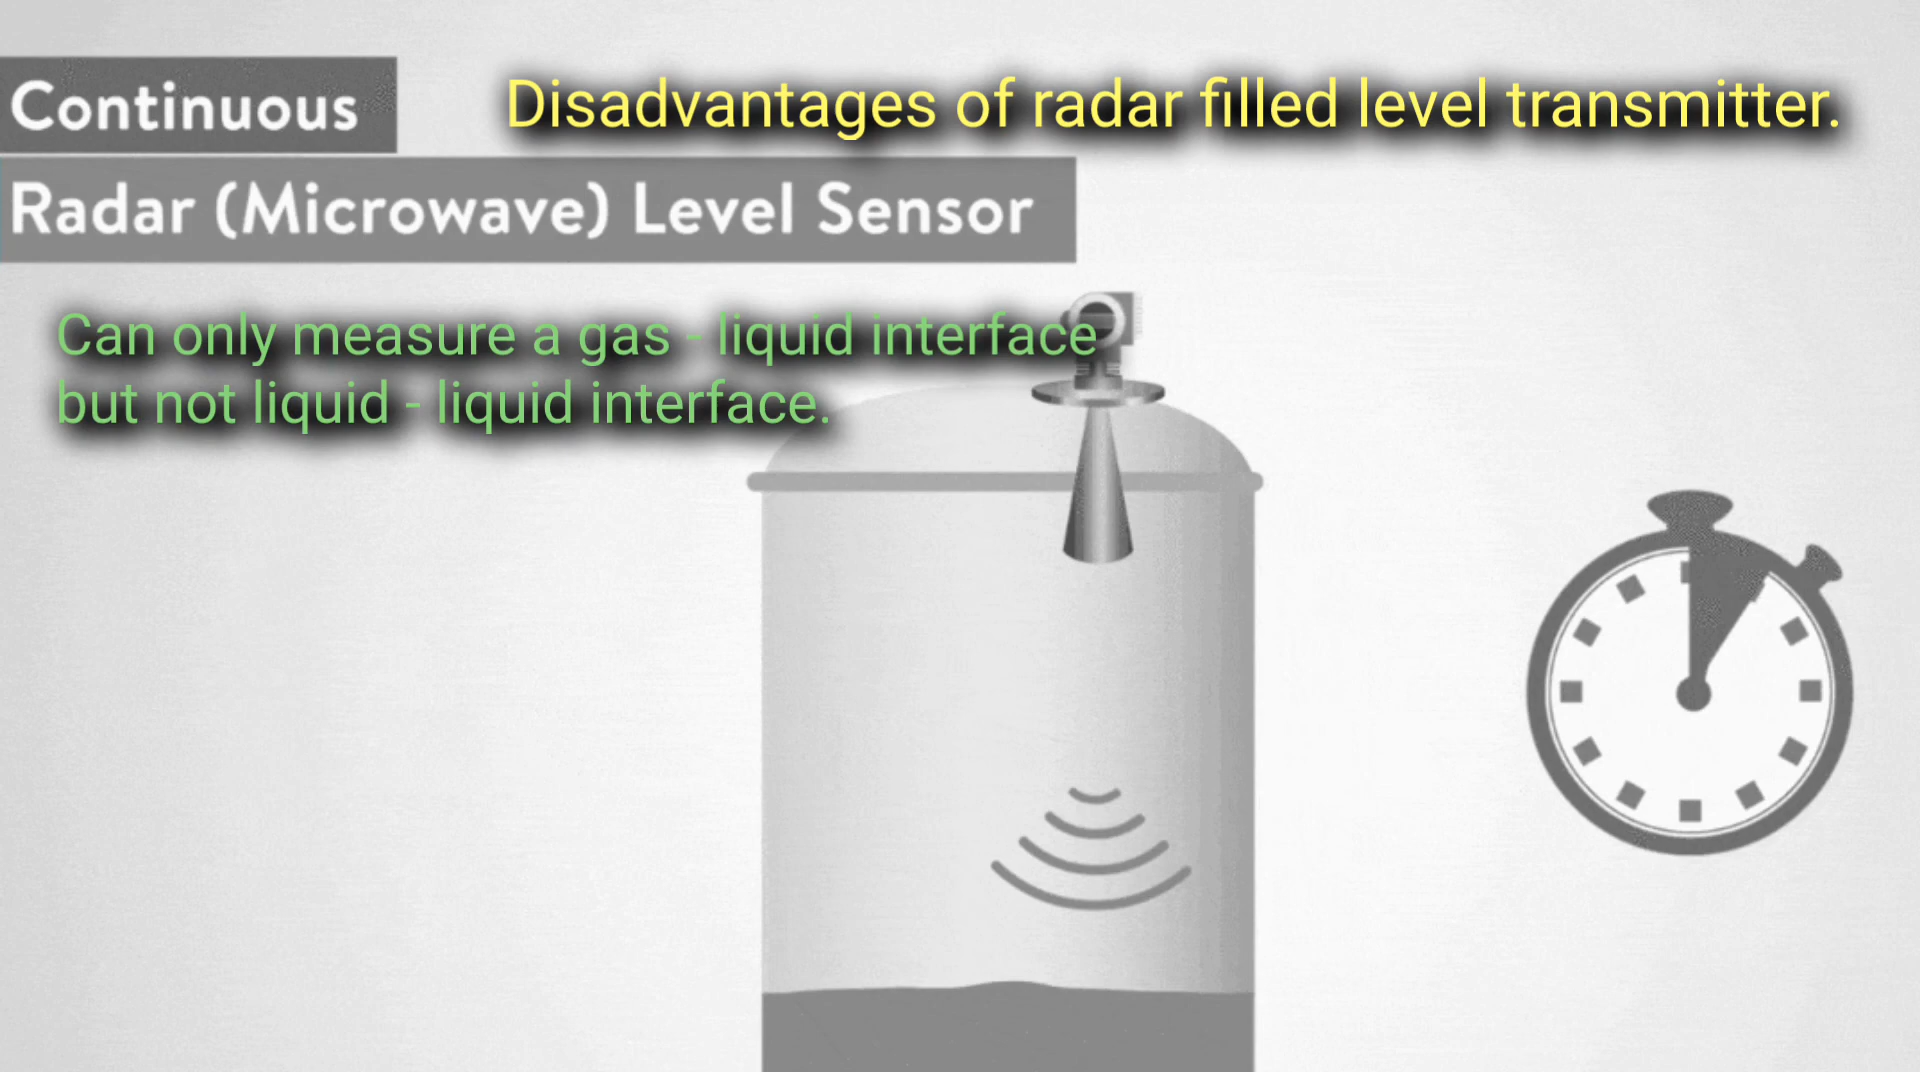 Continuous
Disadvantages of radar filled level transmitter.
Radar (Microwave) Level Sensor
Can only measure a gas - liquid interface
but not liquid - liquid interface.